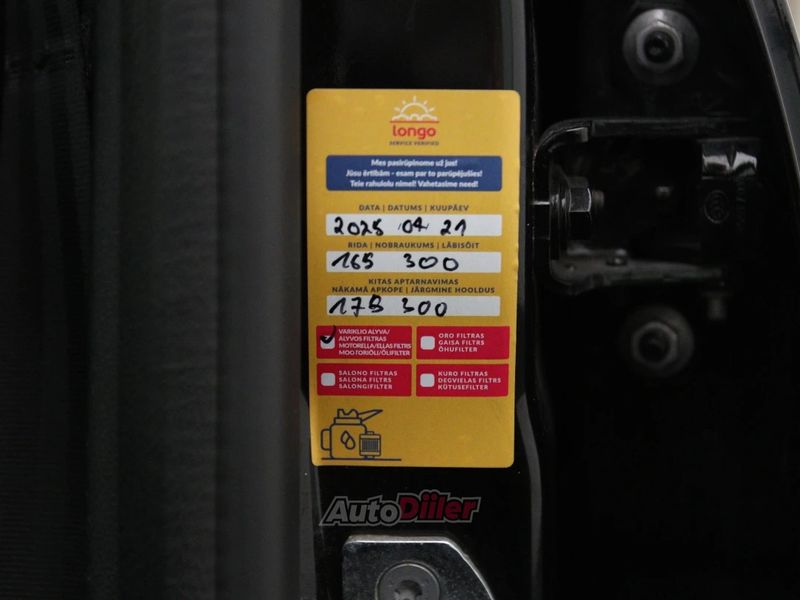 longo
SERVICE VERIFIED
Mes pasirūpinome už jus!
Jūsu ērtībām - esam par to parūpējušies!
Teie rahulolu nimel! Vahetasime need!
DATA | DATUMS | KUUPÄEV
2025 04 21
RIDA | NOBRAUKUMS | LÄBISÕIT
165 300
KITAS APTARNAVIMAS
NĀKAMĀ APKOPE | JÄRGMINE HOOLDUS
175 300
VARIKLIO ALYVA/
ALYVOS FILTRAS
MOTOREĻĻA/EĻĻAS FILTRS
MOOTORIÕLI/ÕLIFILTER
ORO FILTRAS
GAISA FILTRS
ÕHUFILTER
SALONO FILTRAS
SALONA FILTRS
SALONGIFILTER
KURO FILTRAS
DEGVIELAS FILTRS
KÜTUSEFILTER
AutoDiiler